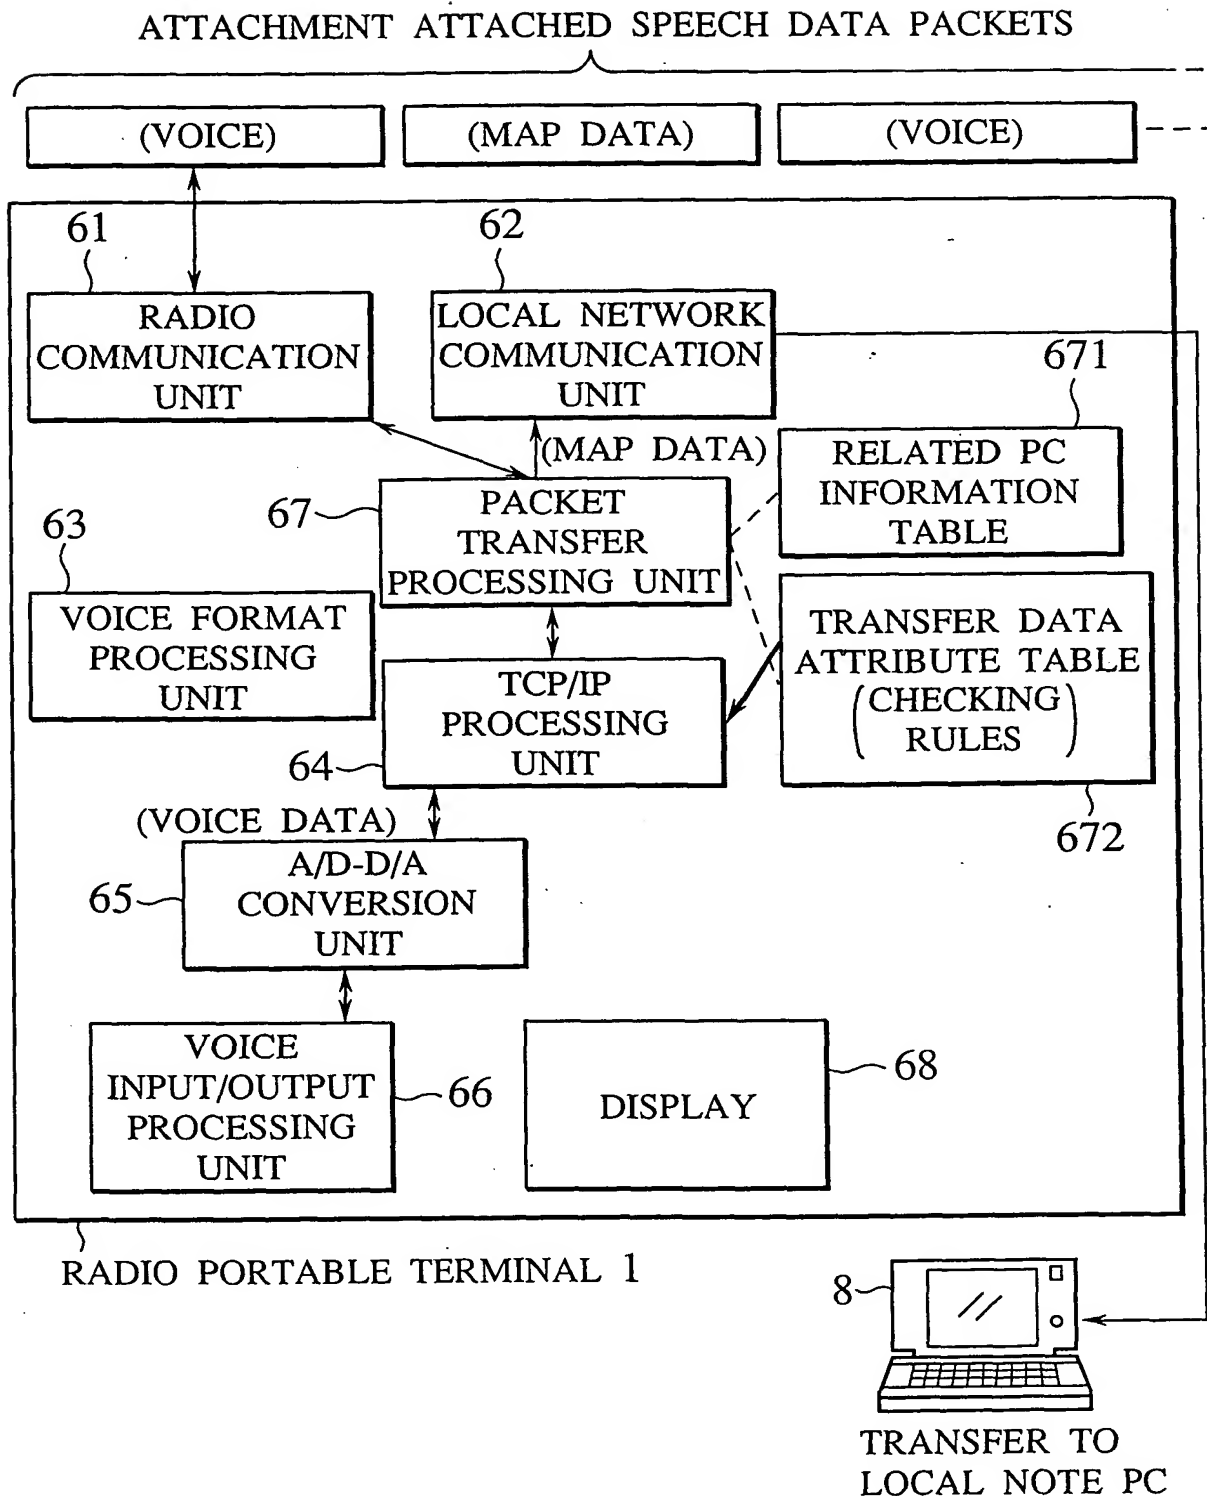 ATTACHMENT ATTACHED SPEECH DATA PACKETS
(VOICE)
(MAP DATA)
(VOICE)
61
62
RADIO
COMMUNICATION
UNIT
LOCAL NETWORK
COMMUNICATION
UNIT
671
(MAP DATA)
RELATED PC
INFORMATION
TABLE
67
PACKET
TRANSFER
PROCESSING UNIT
63
VOICE FORMAT
PROCESSING
UNIT
TRANSFER DATA
ATTRIBUTE TABLE
(CHECKING
RULES)
TCP/IP
PROCESSING
UNIT
64
672
(VOICE DATA)
A/D-D/A
CONVERSION
UNIT
65
VOICE
INPUT/OUTPUT
PROCESSING
UNIT
66
DISPLAY
68
RADIO PORTABLE TERMINAL 1
8
TRANSFER TO
LOCAL NOTE PC